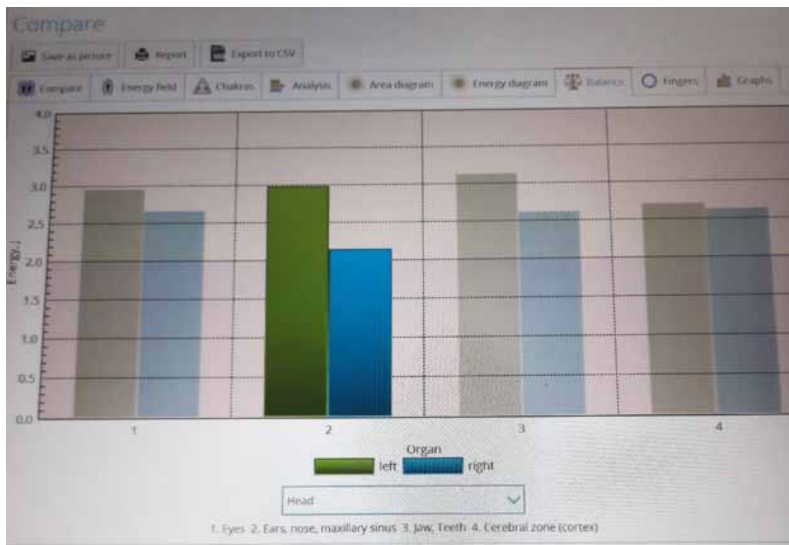 Compare
Save as picture Report Export to CSV
Compare Energy field Chakras Analysis Area diagram Energy diagram Balance Fingers Graphs
4.0
3.5
3.0
2.5
2.0
1.5
1.0
0.5
0.0
Energy, J
1 2 3 4
Organ
left right
Head
1. Eyes 2. Ears, nose, maxillary sinus 3. Jaw, Teeth 4. Cerebral zone (cortex)